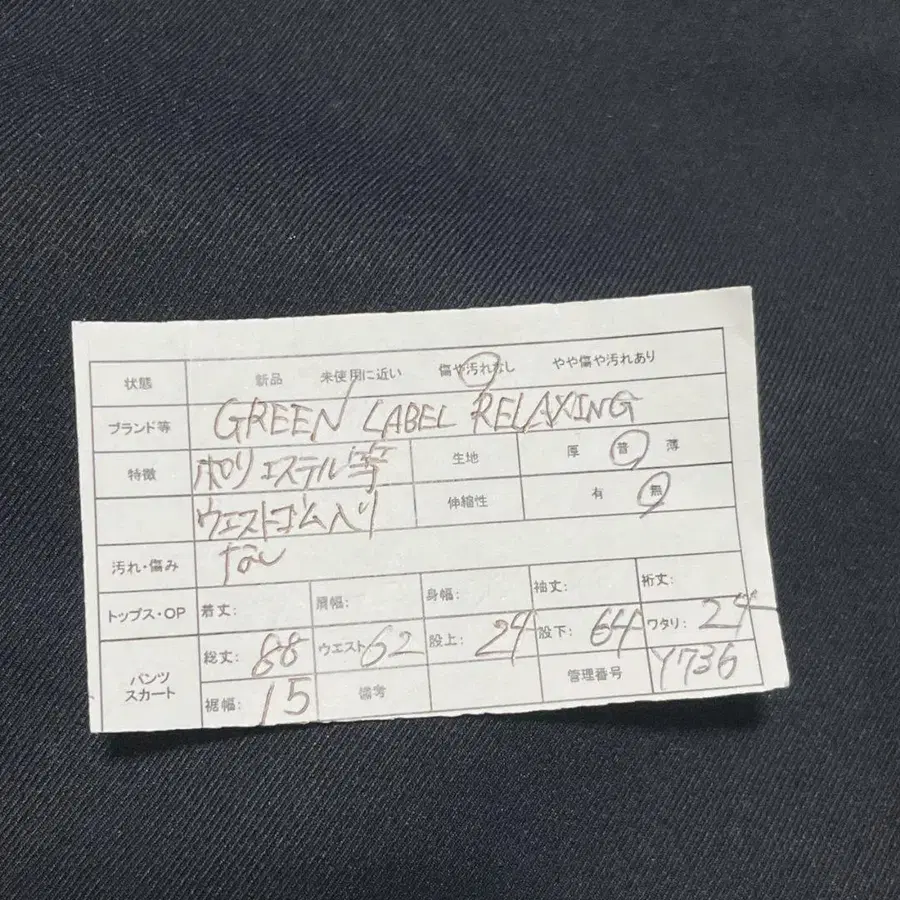 状態 新品 未使用に近い 傷や汚れなし やや傷や汚れあり
ブランド等 GREEN LABEL RELAXING
特徴 ポリエステル等 生地 厚 普 薄
ウエストゴム入り 伸縮性 有 無
汚れ・傷み なし
トップス・OP 着丈: 肩幅: 身幅: 袖丈: 裄丈:
パンツ スカート 総丈: 88 ウエスト 62 股上: 24 股下: 64 ワタリ: 24
裾幅: 15 備考 管理番号 Y736